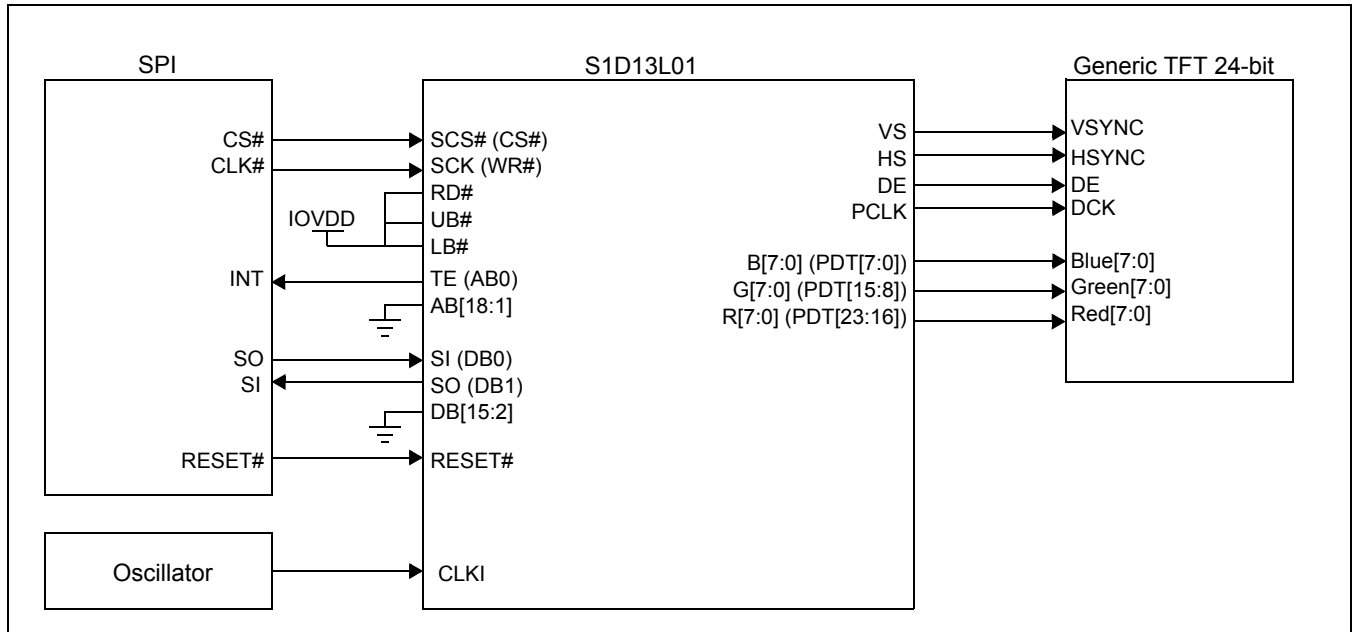 SPI
S1D13L01
Generic TFT 24-bit
CS#
CLK#
INT
SO
SI
RESET#
IOVDD
SCS# (CS#)
SCK (WR#)
RD#
UB#
LB#
TE (AB0)
AB[18:1]
SI (DB0)
SO (DB1)
DB[15:2]
RESET#
CLKI
VS
HS
DE
PCLK
B[7:0] (PDT[7:0])
G[7:0] (PDT[15:8])
R[7:0] (PDT[23:16])
VSYNC
HSYNC
DE
DCK
Blue[7:0]
Green[7:0]
Red[7:0]
Oscillator